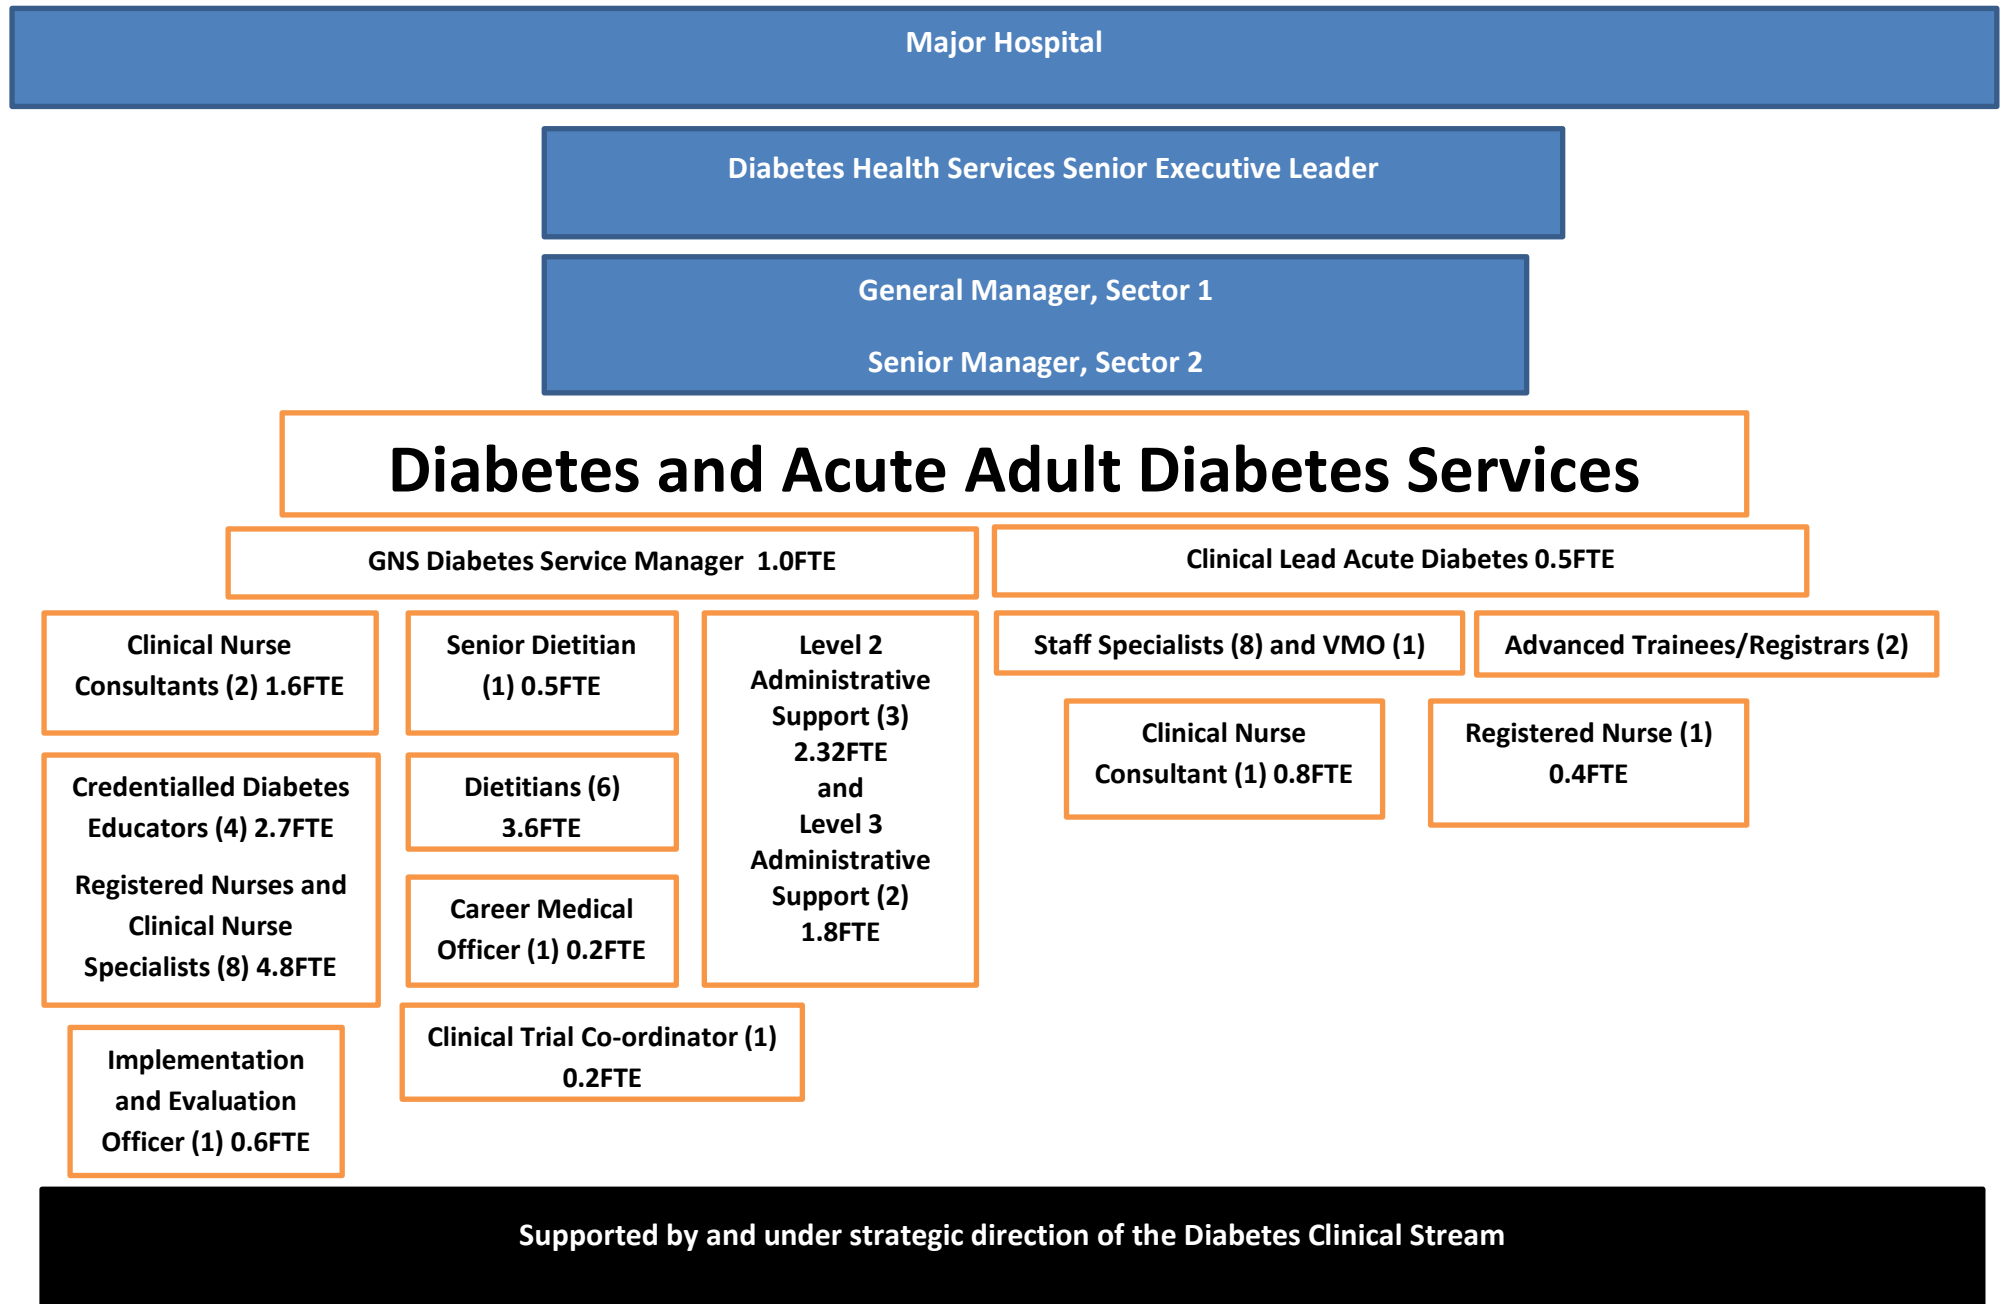 Major Hospital
Diabetes Health Services Senior Executive Leader
General Manager, Sector 1
Senior Manager, Sector 2
Diabetes and Acute Adult Diabetes Services
GNS Diabetes Service Manager  1.0FTE
Clinical Lead Acute Diabetes 0.5FTE
Clinical Nurse
Consultants (2) 1.6FTE
Senior Dietitian
(1) 0.5FTE
Level 2
Administrative
Support (3)
2.32FTE
and
Level 3
Administrative
Support (2)
1.8FTE
Staff Specialists (8) and VMO (1)
Advanced Trainees/Registrars (2)
Clinical Nurse
Consultant (1) 0.8FTE
Registered Nurse (1)
0.4FTE
Credentialled Diabetes
Educators (4) 2.7FTE
Registered Nurses and
Clinical Nurse
Specialists (8) 4.8FTE
Dietitians (6)
3.6FTE
Career Medical
Officer (1) 0.2FTE
Clinical Trial Co-ordinator (1)
0.2FTE
Implementation
and Evaluation
Officer (1) 0.6FTE
Supported by and under strategic direction of the Diabetes Clinical Stream